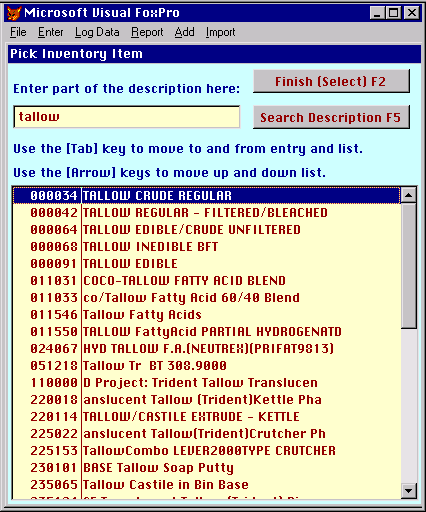 Microsoft Visual FoxPro
File Enter Log Data Report Add Import
Pick Inventory Item
Enter part of the description here:
Finish (Select) F2
tallow
Search Description F5
Use the [Tab] key to move to and from entry and list.
Use the [Arrow] keys to move up and down list.
000034 TALLOW CRUDE REGULAR
000042 TALLOW REGULAR - FILTERED/BLEACHED
000064 TALLOW EDIBLE/CRUDE UNFILTERED
000068 TALLOW INEDIBLE BFT
000091 TALLOW EDIBLE
011031 COCO-TALLOW FATTY ACID BLEND
011033 co/Tallow Fatty Acid 60/40 Blend
011546 Tallow Fatty Acids
011550 TALLOW FattyAcid PARTIAL HYDROGENATD
024067 HYD TALLOW F.A.(NEUTREX)(PRIFAT9813)
051218 Tallow Tr BT 308.9000
110000 D Project: Trident Tallow Translucen
220018 anslucent Tallow (Trident)Kettle Pha
220114 TALLOW/CASTILE EXTRUDE - KETTLE
225022 anslucent Tallow(Trident)Crutcher Ph
225153 TallowCombo LEVER2000TYPE CRUTCHER
230101 BASE Tallow Soap Putty
235065 Tallow Castile in Bin Base